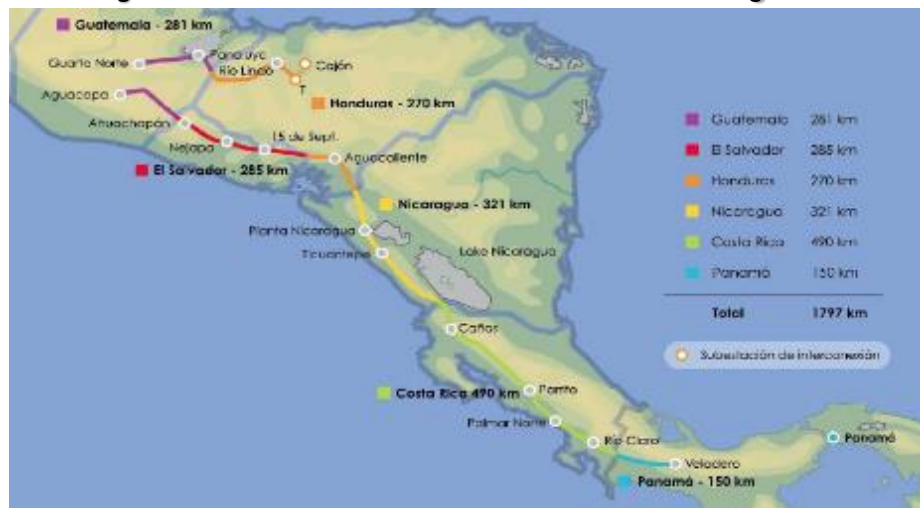 Guatemala - 281 km
Guate Norte
Panaluya
Río Lindo
Cajón
T
Aguacapa
Honduras - 270 km
Ahuachapán
15 de Sept.
Nejapa
Aguacaliente
El Salvador - 285 km
Nicaragua - 321 km
Planta Nicaragua
Ticuantepe
Lake Nicaragua
Cañas
Costa Rica 490 km
Parrita
Palmar Norte
Río Claro
Veladero
Panamá
Panamá - 150 km
Guatemala 281 km
El Salvador 285 km
Honduras 270 km
Nicaragua 321 km
Costa Rica 490 km
Panamá 150 km
Total 1797 km
Subestación de interconexión